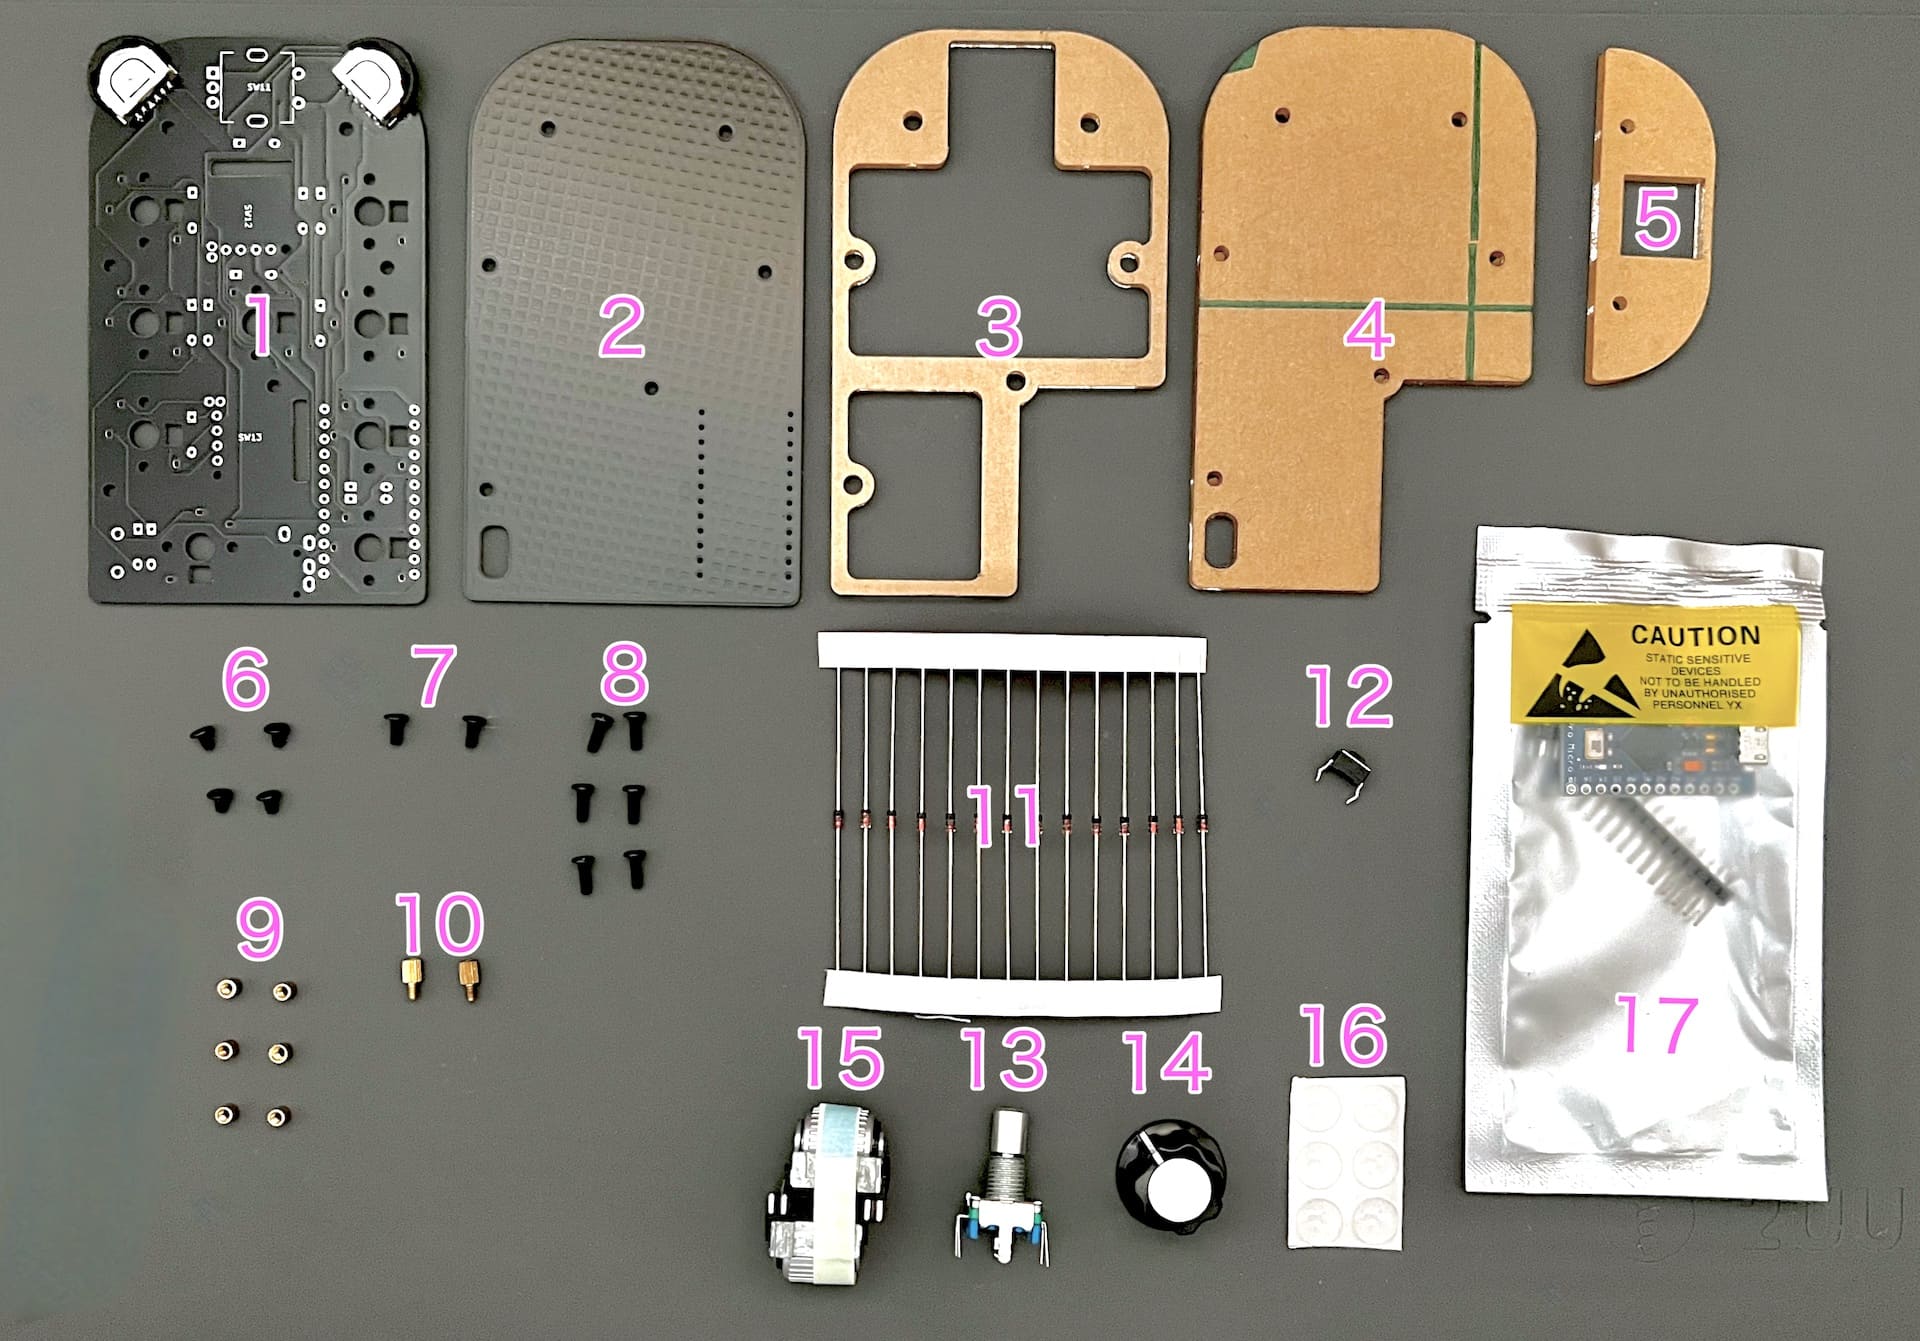 SW11
SW12
1
SW13
2
3
4
5
6
7
8
9
10
11
12
CAUTION
STATIC SENSITIVE
DEVICES
NOT TO BE HANDLED
BY UNAUTHORISED
PERSONNEL YX
15
13
14
16
17